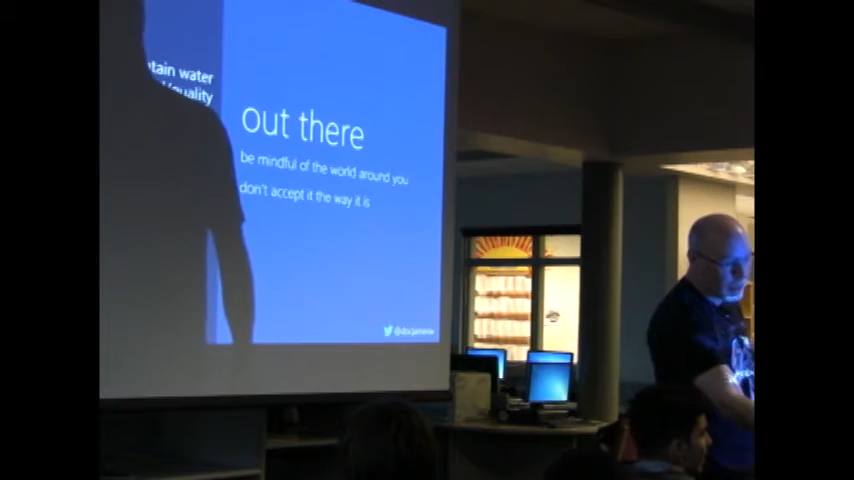 tain water
quality
out there
be mindful of the world around you
don't accept it the way it is
@docjamesw